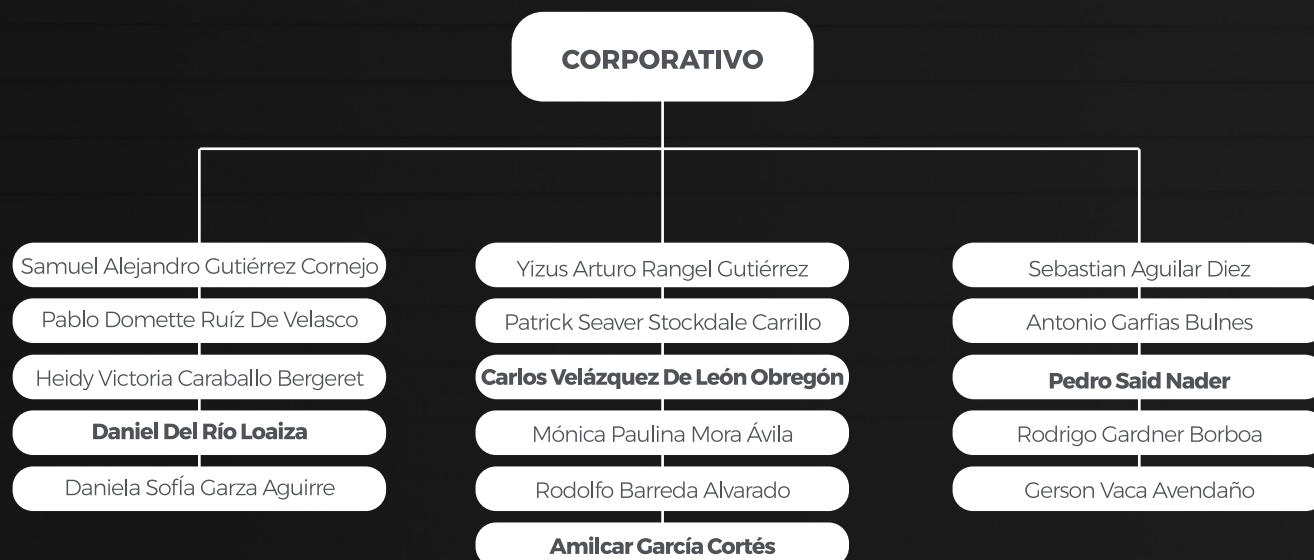 CORPORATIVO
Samuel Alejandro Gutiérrez Cornejo
Pablo Domette Ruíz De Velasco
Heidy Victoria Caraballo Bergeret
Daniel Del Río Loaiza
Daniela Sofía Garza Aguirre
Yizus Arturo Rangel Gutiérrez
Patrick Seaver Stockdale Carrillo
Carlos Velázquez De León Obregón
Mónica Paulina Mora Ávila
Rodolfo Barreda Alvarado
Amilcar García Cortés
Sebastian Aguilar Diez
Antonio Garfias Bulnes
Pedro Said Nader
Rodrigo Gardner Borboa
Gerson Vaca Avendaño